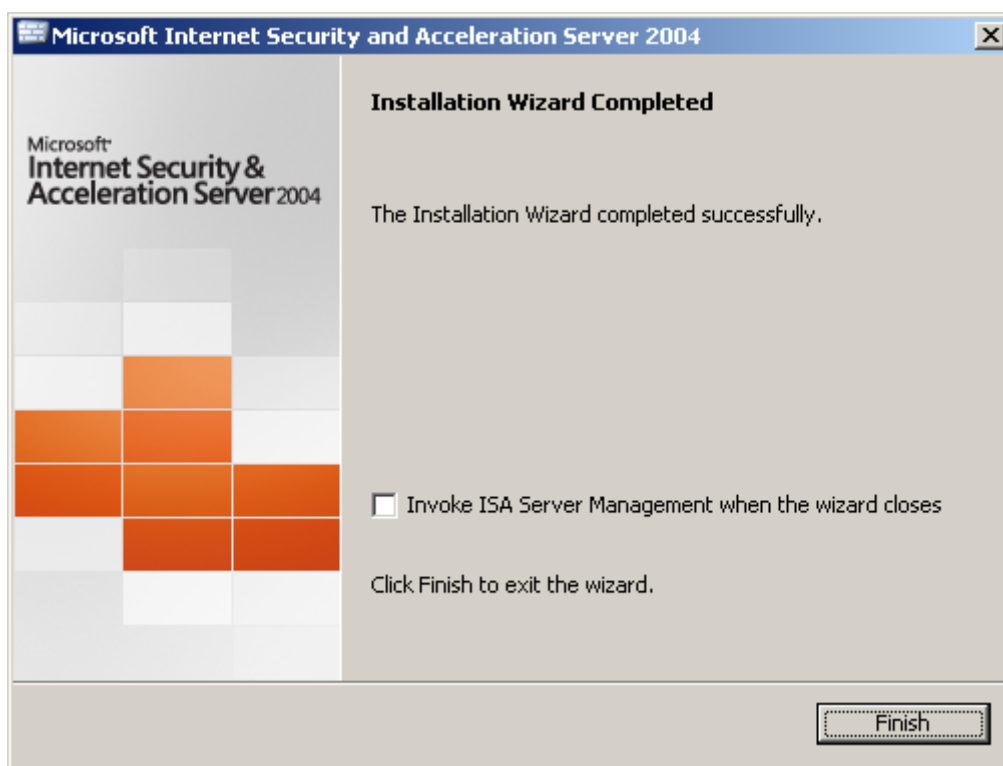 Microsoft Internet Security and Acceleration Server 2004
Microsoft
Internet Security &
Acceleration Server 2004
Installation Wizard Completed
The Installation Wizard completed successfully.
Invoke ISA Server Management when the wizard closes
Click Finish to exit the wizard.
Finish